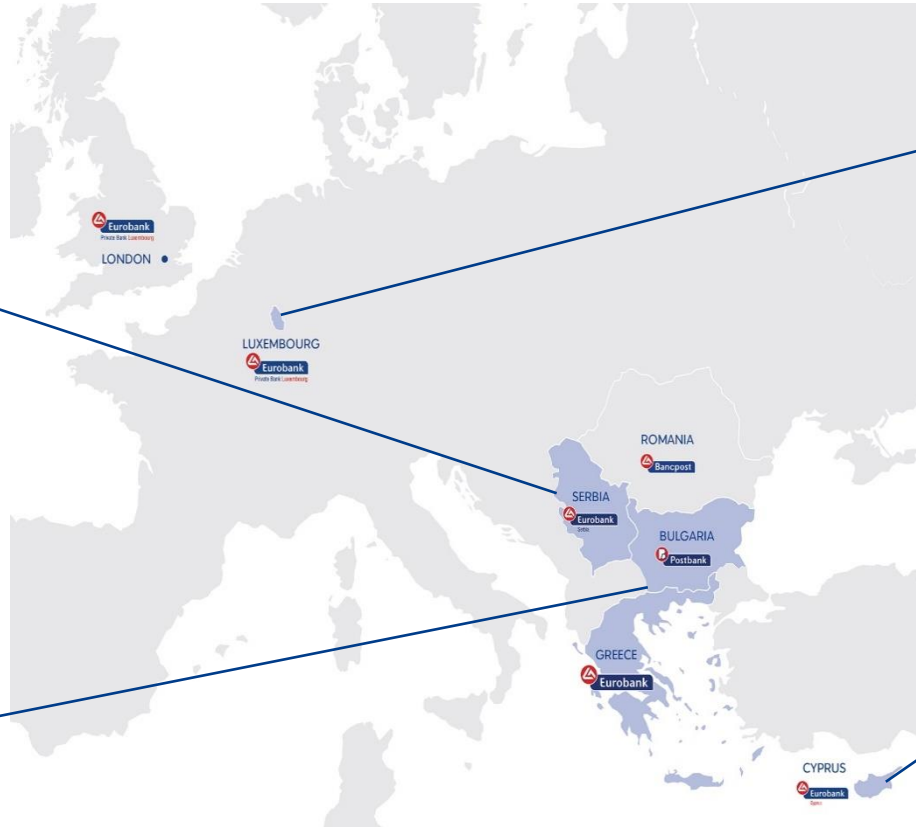 Eurobank
Private Bank Luxembourg
LONDON
LUXEMBOURG
Eurobank
Private Bank Luxembourg
ROMANIA
Bancpost
SERBIA
Eurobank
BULGARIA
Postbank
GREECE
Eurobank
CYPRUS
Eurobank
Cyprus